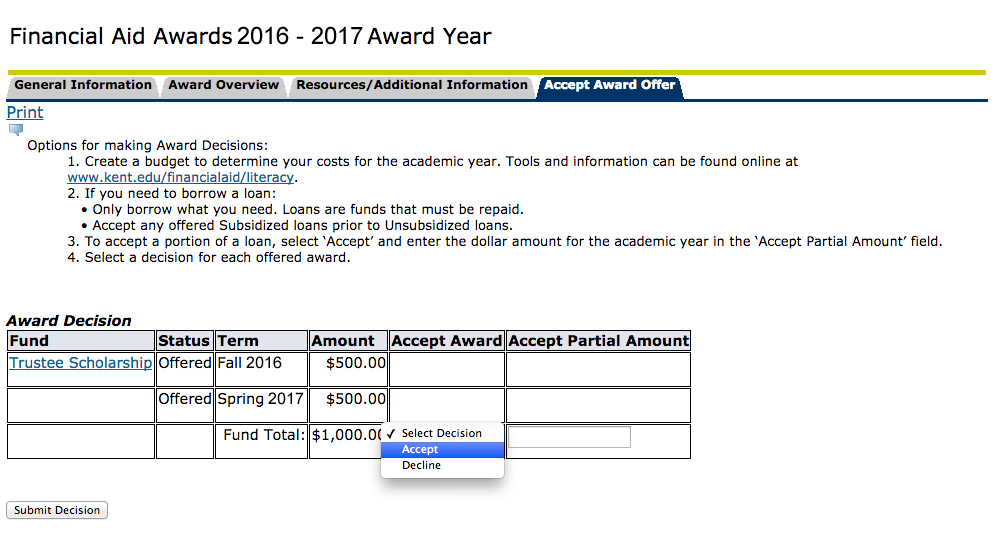 Financial Aid Awards 2016 - 2017 Award Year
General Information Award Overview Resources/Additional Information Accept Award Offer
Print
Options for making Award Decisions:
1. Create a budget to determine your costs for the academic year. Tools and information can be found online at
www.kent.edu/financialaid/literacy.
2. If you need to borrow a loan:
• Only borrow what you need. Loans are funds that must be repaid.
• Accept any offered Subsidized loans prior to Unsubsidized loans.
3. To accept a portion of a loan, select 'Accept' and enter the dollar amount for the academic year in the 'Accept Partial Amount' field.
4. Select a decision for each offered award.
Award Decision
Fund Status Term Amount Accept Award Accept Partial Amount
Trustee Scholarship Offered Fall 2016 $500.00
Offered Spring 2017 $500.00
Fund Total: $1,000.00 ✓ Select Decision
Accept
Decline
Submit Decision